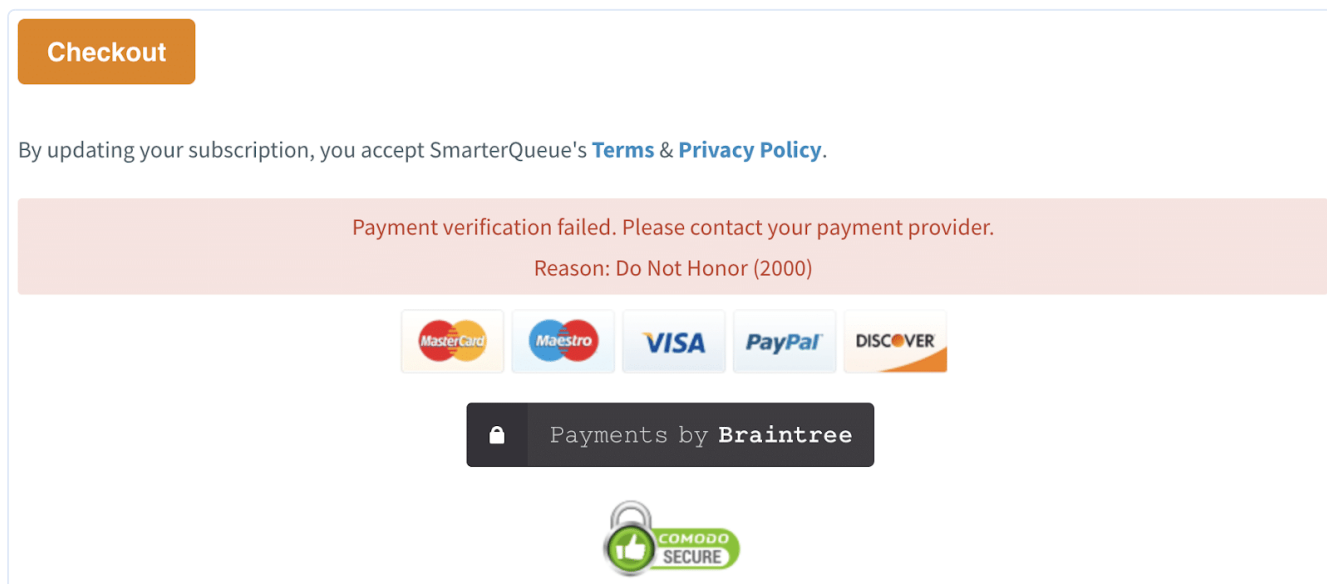 Checkout
By updating your subscription, you accept SmarterQueue's Terms & Privacy Policy.
Payment verification failed. Please contact your payment provider.
Reason: Do Not Honor (2000)
MasterCard Maestro VISA PayPal DISCOVER
Payments by Braintree
COMODO
SECURE